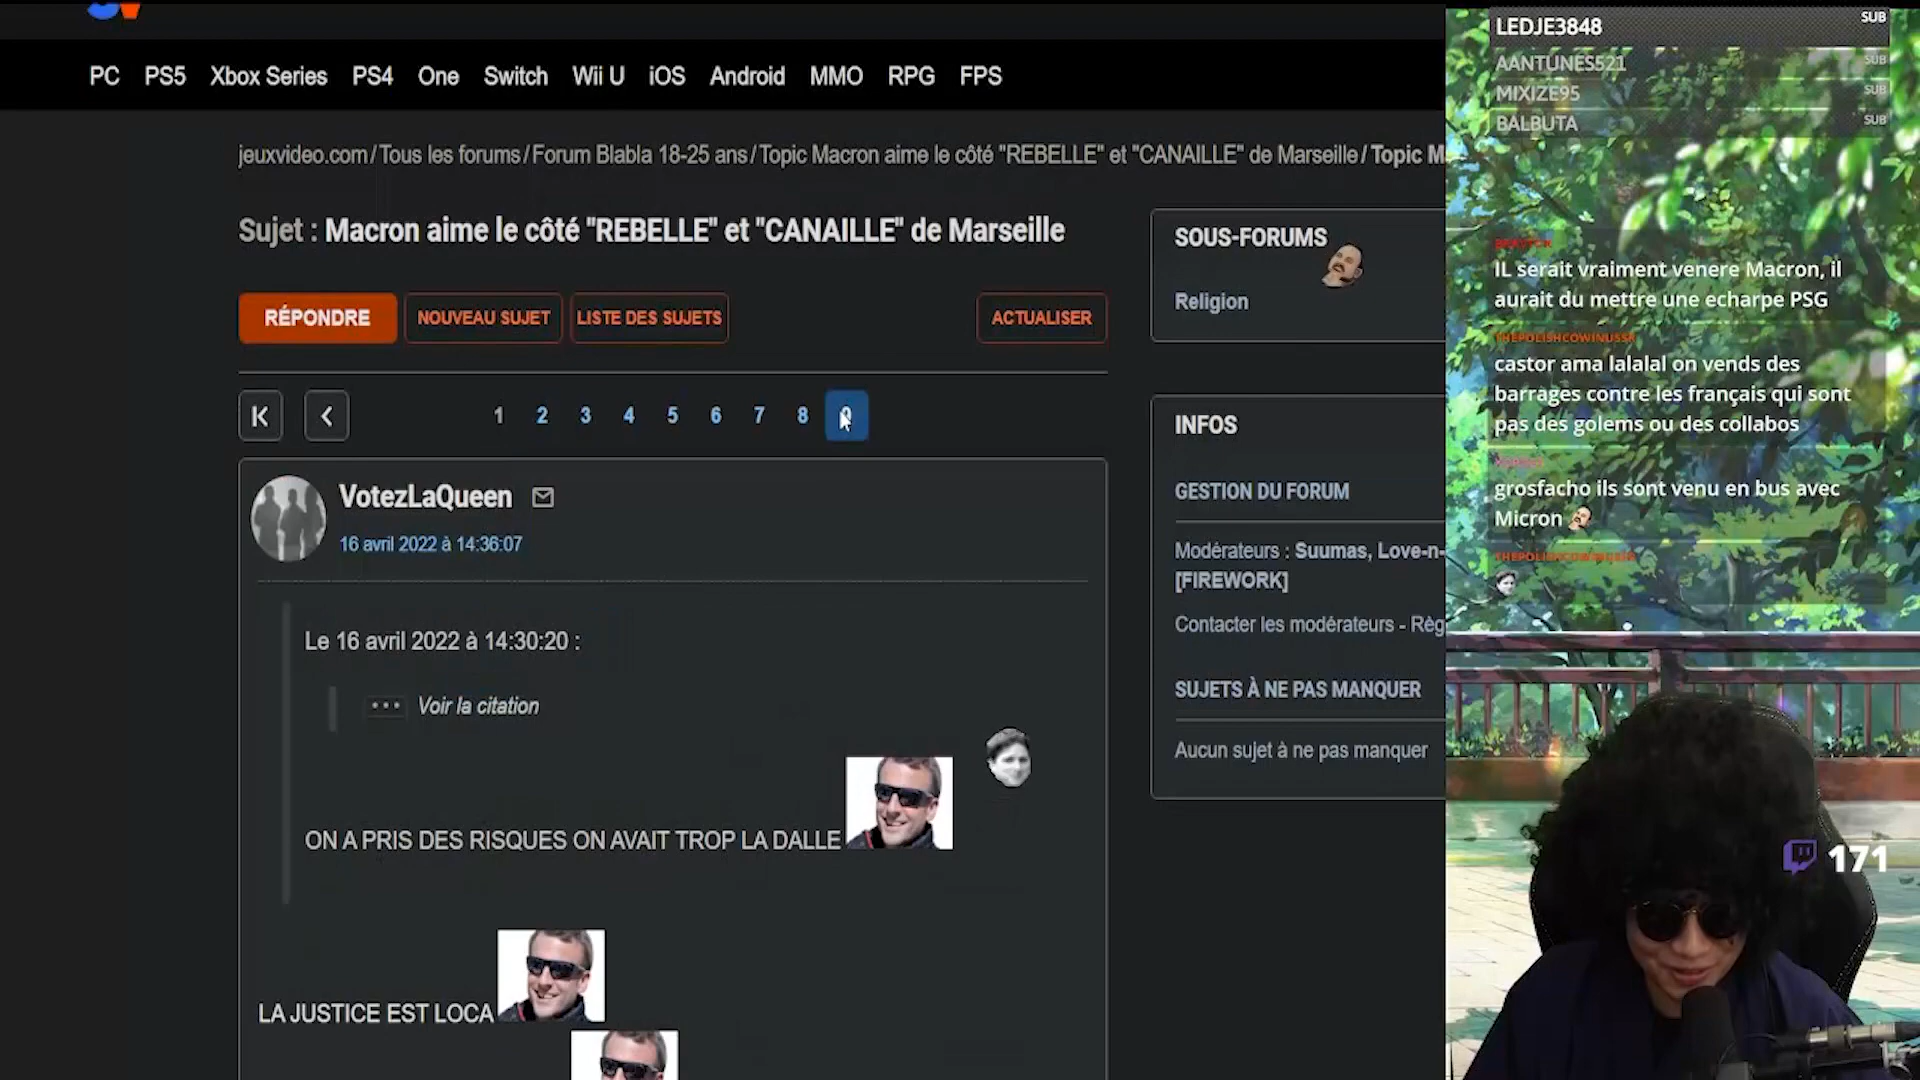 PC PS5 Xbox Series PS4 One Switch Wii U iOS Android MMO RPG FPS
jeuxvideo.com / Tous les forums / Forum Blabla 18-25 ans / Topic Macron aime le côté "REBELLE" et "CANAILLE" de Marseille / Topic M
Sujet : Macron aime le côté "REBELLE" et "CANAILLE" de Marseille
RÉPONDRE NOUVEAU SUJET LISTE DES SUJETS ACTUALISER
1 2 3 4 5 6 7 8
VotezLaQueen
16 avril 2022 à 14:36:07
Le 16 avril 2022 à 14:30:20 :
Voir la citation
ON A PRIS DES RISQUES ON AVAIT TROP LA DALLE
LA JUSTICE EST LOCA
SOUS-FORUMS
Religion
INFOS
GESTION DU FORUM
Modérateurs : Suumas, Love-n-
[FIREWORK]
Contacter les modérateurs - Règ
SUJETS À NE PAS MANQUER
Aucun sujet à ne pas manquer
LEDJE3848 SUB
AANTUNES521 SUB
MIXIZE95 SUB
BALBUTA SUB
IL serait vraiment venere Macron, il
aurait du mettre une echarpe PSG
THEPOLISHCOWINUSSR
castor ama lalalal on vends des
barrages contre les français qui sont
pas des golems ou des collabos
grosfacho ils sont venu en bus avec
Micron
171